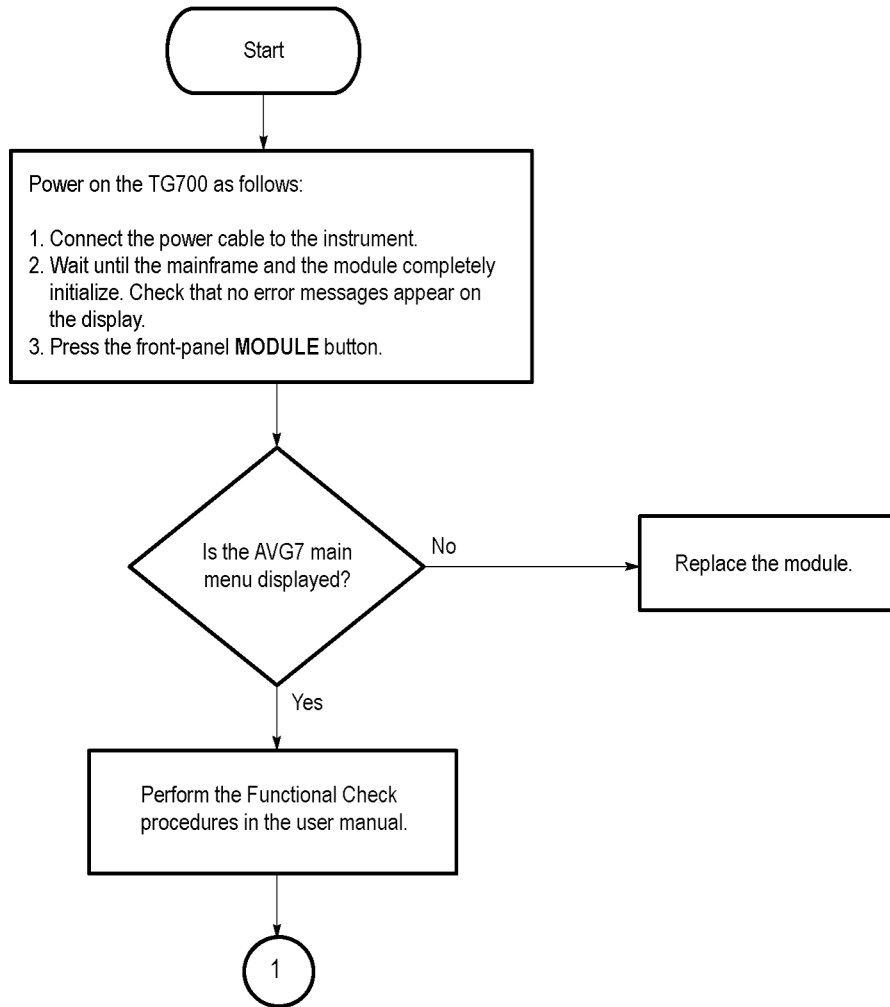 Start
Power on the TG700 as follows:
1. Connect the power cable to the instrument.
2. Wait until the mainframe and the module completely
initialize. Check that no error messages appear on
the display.
3. Press the front-panel MODULE button.
Is the AVG7 main
menu displayed?
No
Replace the module.
Yes
Perform the Functional Check
procedures in the user manual.
1